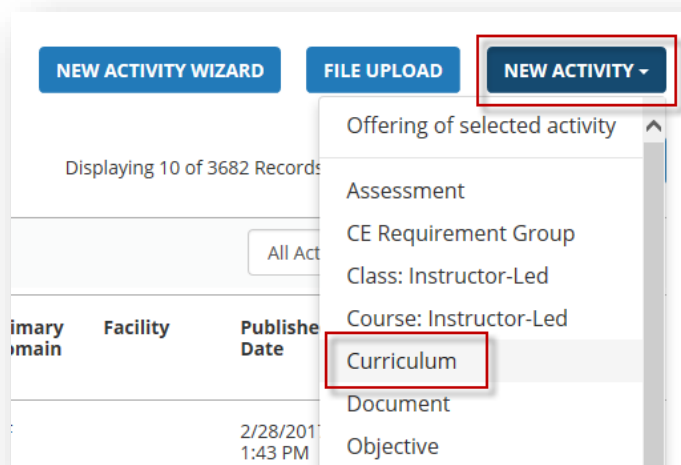 NEW ACTIVITY WIZARD
FILE UPLOAD
NEW ACTIVITY
Offering of selected activity
Displaying 10 of 3682 Records
Assessment
CE Requirement Group
All Act
Class: Instructor-Led
Course: Instructor-Led
imary
omain
Facility
Publishe
Date
Curriculum
Document
2/28/201
1:43 PM
Objective